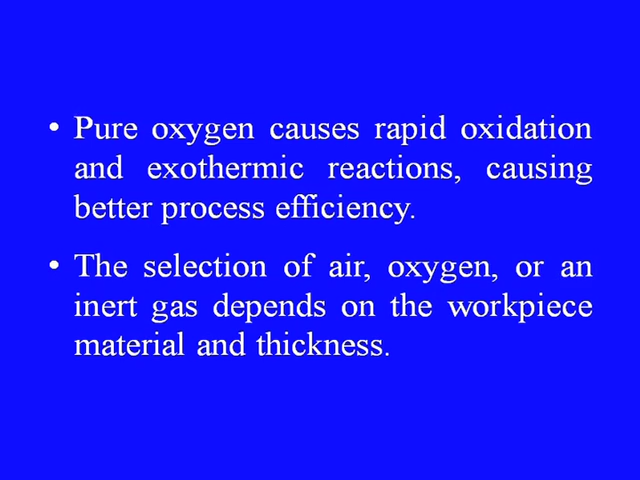 • Pure oxygen causes rapid oxidation
and exothermic reactions, causing
better process efficiency.
• The selection of air, oxygen, or an
inert gas depends on the workpiece
material and thickness.